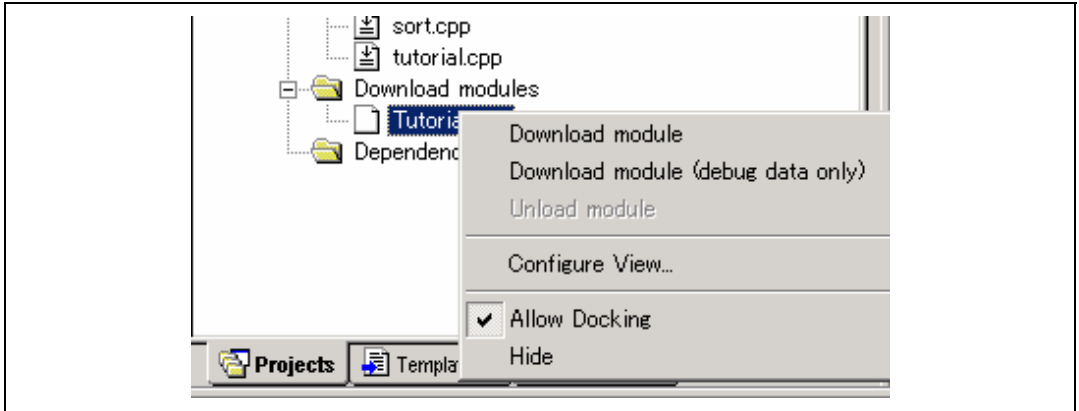 sort.cpp
tutorial.cpp
Download modules
Tutoria
Dependenc
Download module
Download module (debug data only)
Unload module
Configure View...
Allow Docking
Hide
Projects
Templa